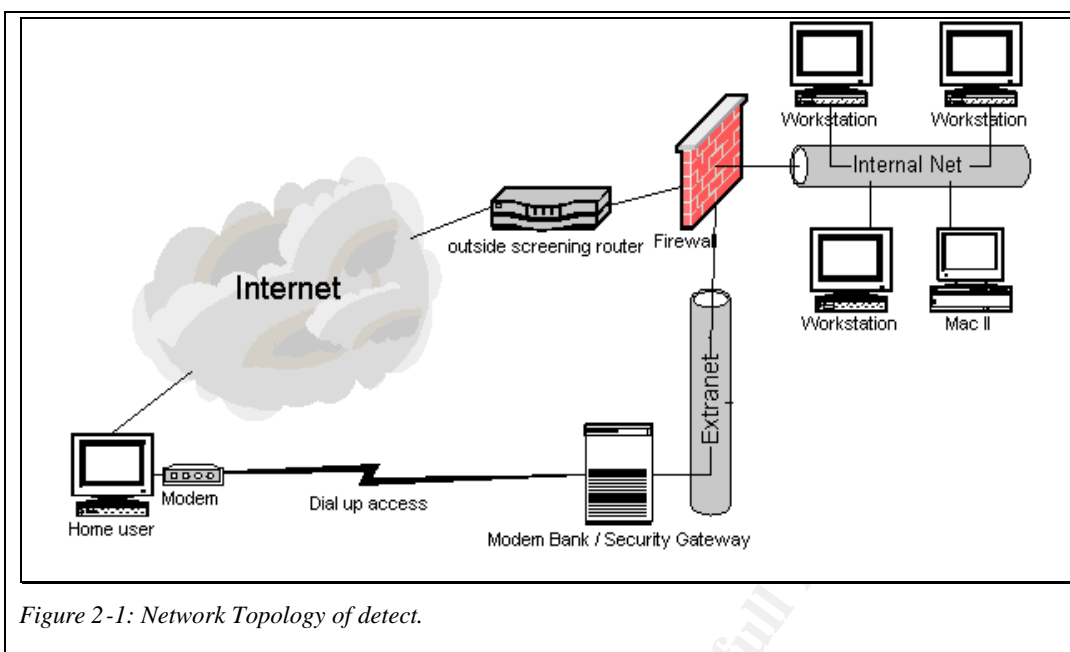 Workstation
Workstation
Internal Net
outside screening router
Firewall
Internet
Workstation
Mac II
Extranet
Modem
Home user
Dial up access
Modem Bank / Security Gateway
Figure 2-1: Network Topology of detect.
full